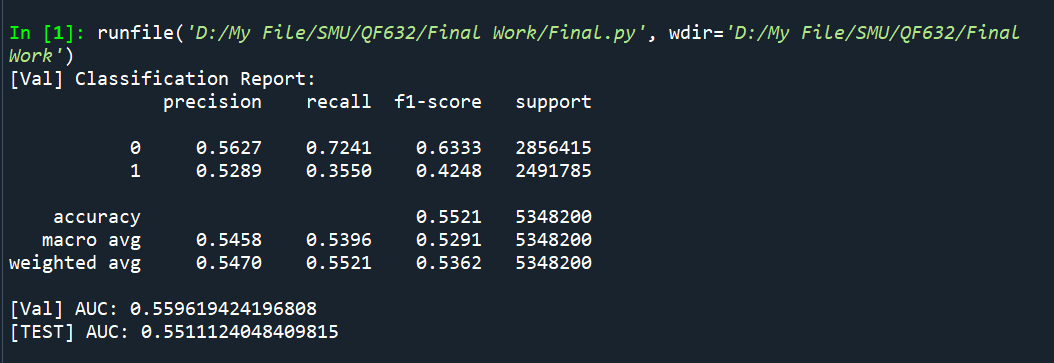 In [1]: runfile('D:/My File/SMU/QF632/Final Work/Final.py', wdir='D:/My File/SMU/QF632/Final
Work')
[Val] Classification Report:
precision recall f1-score support
0 0.5627 0.7241 0.6333 2856415
1 0.5289 0.3550 0.4248 2491785
accuracy 0.5521 5348200
macro avg 0.5458 0.5396 0.5291 5348200
weighted avg 0.5470 0.5521 0.5362 5348200
[Val] AUC: 0.559619424196808
[TEST] AUC: 0.5511124048409815